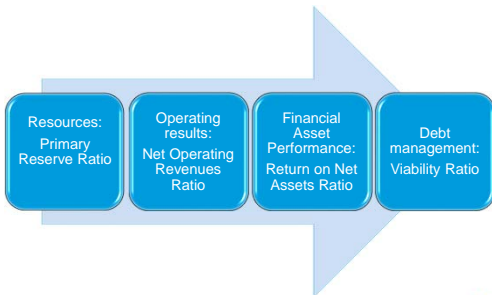 Resources:
Primary
Reserve Ratio
Operating
results:
Net Operating
Revenues
Ratio
Financial
Asset
Performance:
Return on Net
Assets Ratio
Debt
management:
Viability Ratio